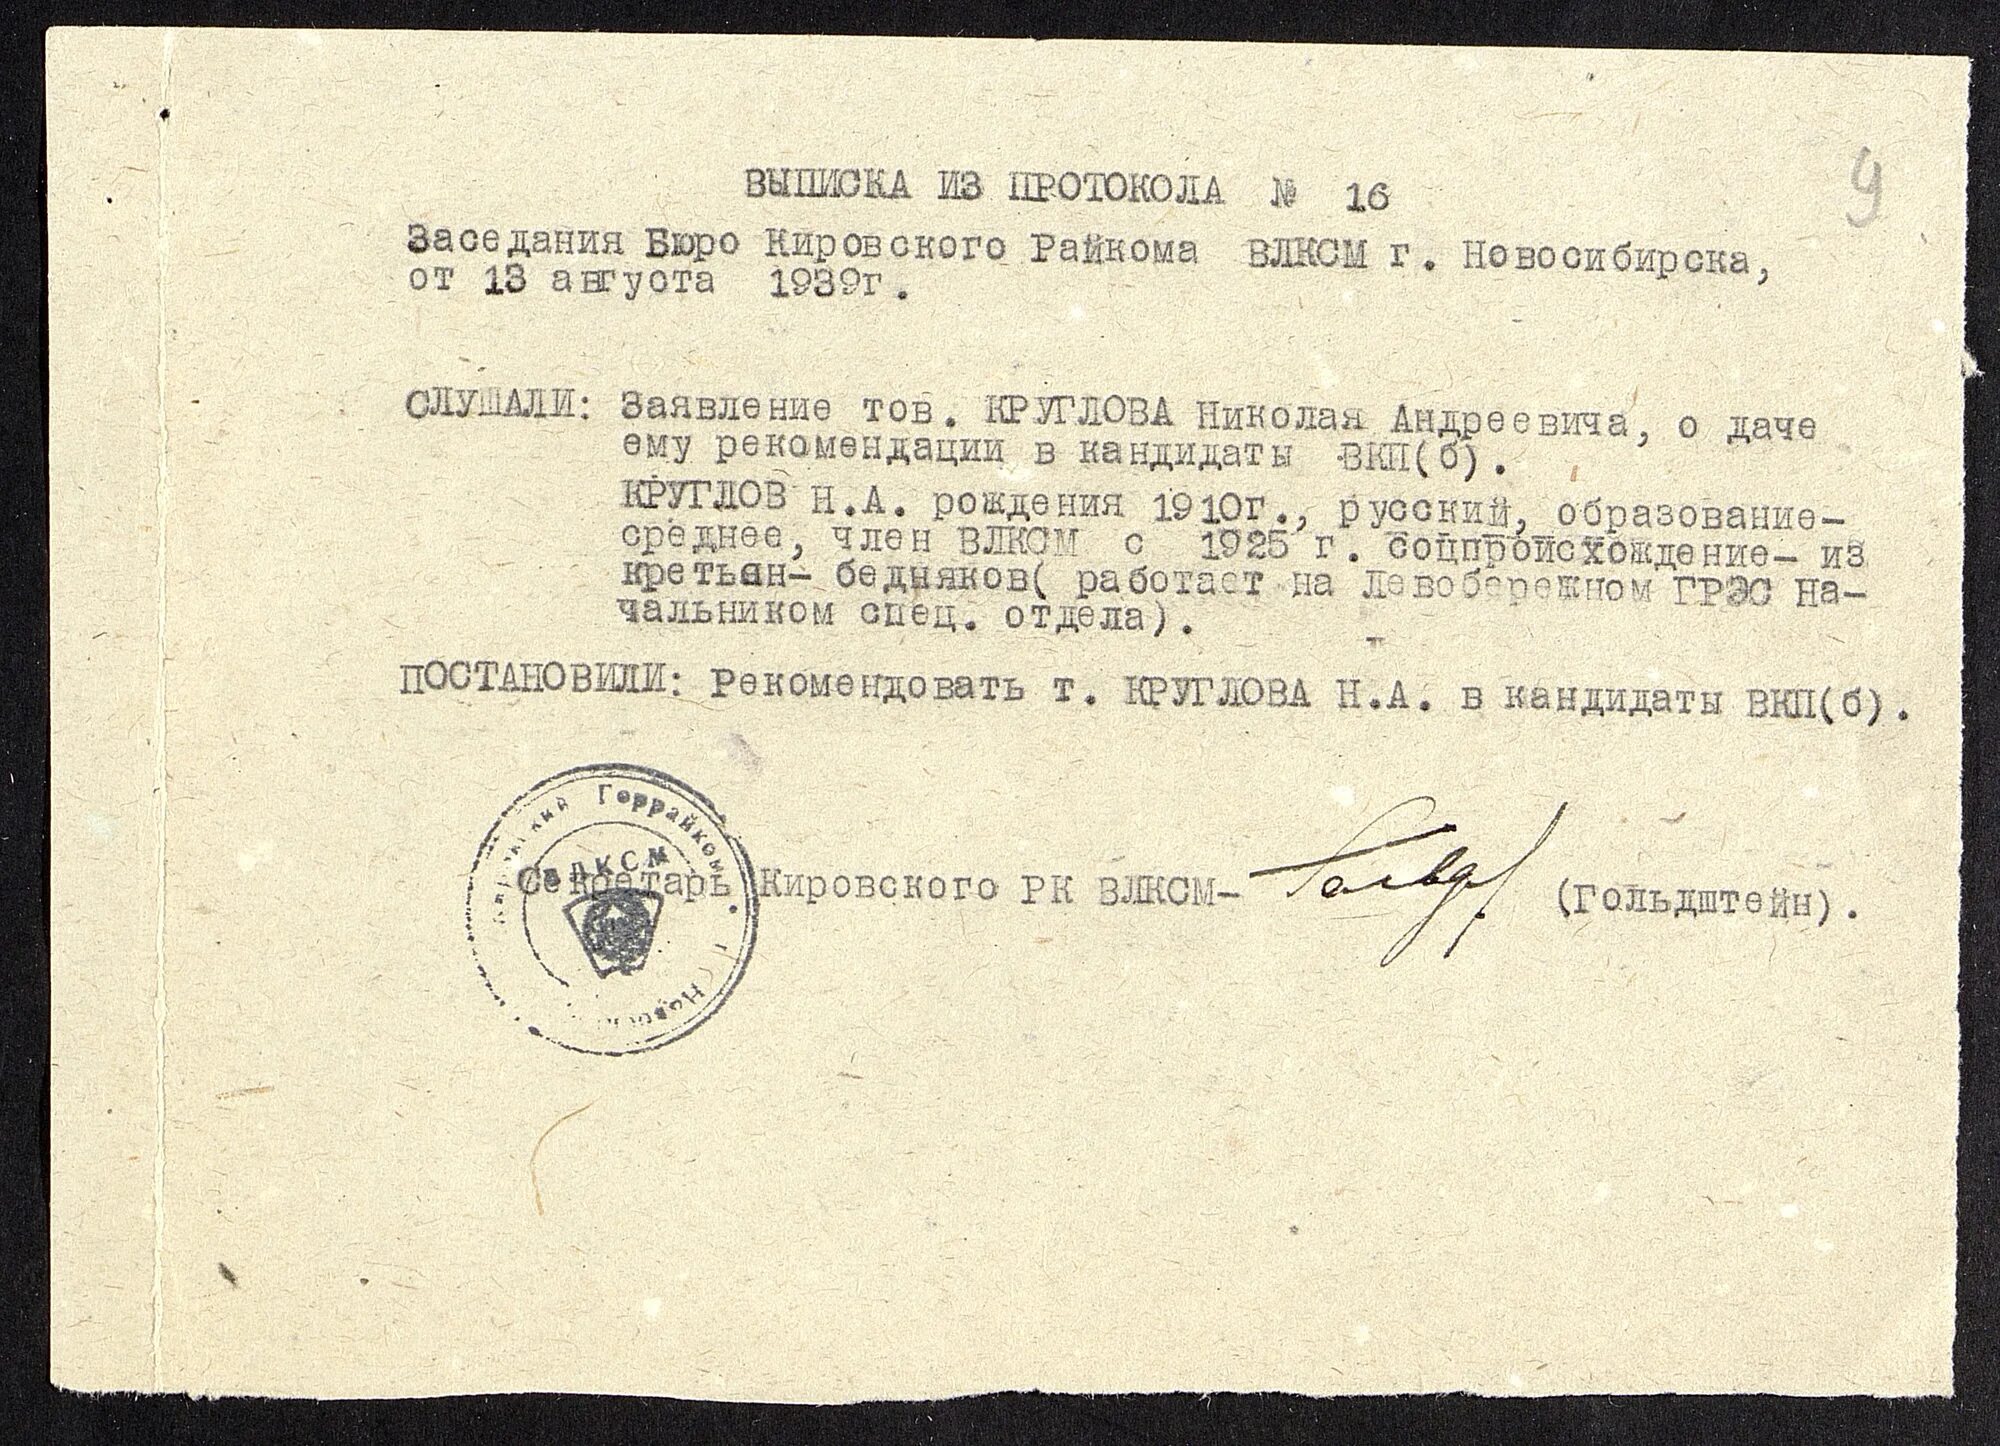 9
ВЫПИСКА ИЗ ПРОТОКОЛА № 16
Заседания Бюро Кировского Райкома ВЛКСМ г. Новосибирска,
от 13 августа 1939г.
СЛУШАЛИ: Заявление тов. КРУГЛОВА Николая Андреевича, о даче
ему рекомендации в кандидаты ВКП(б).
КРУГЛОВ Н.А. рождения 1910г., русский, образование-
среднее, член ВЛКСМ с 1925 г. соцпроисхождение- из
кретьян- бедняков( работает на Левобережном ГРЭС на-
чальником спец. отдела).
ПОСТАНОВИЛИ: Рекомендовать т. КРУГЛОВА Н.А. в кандидаты ВКП(б).
Горрайком
ВЛКСМ
Секретарь Кировского РК ВЛКСМ- (Гольдштейн).